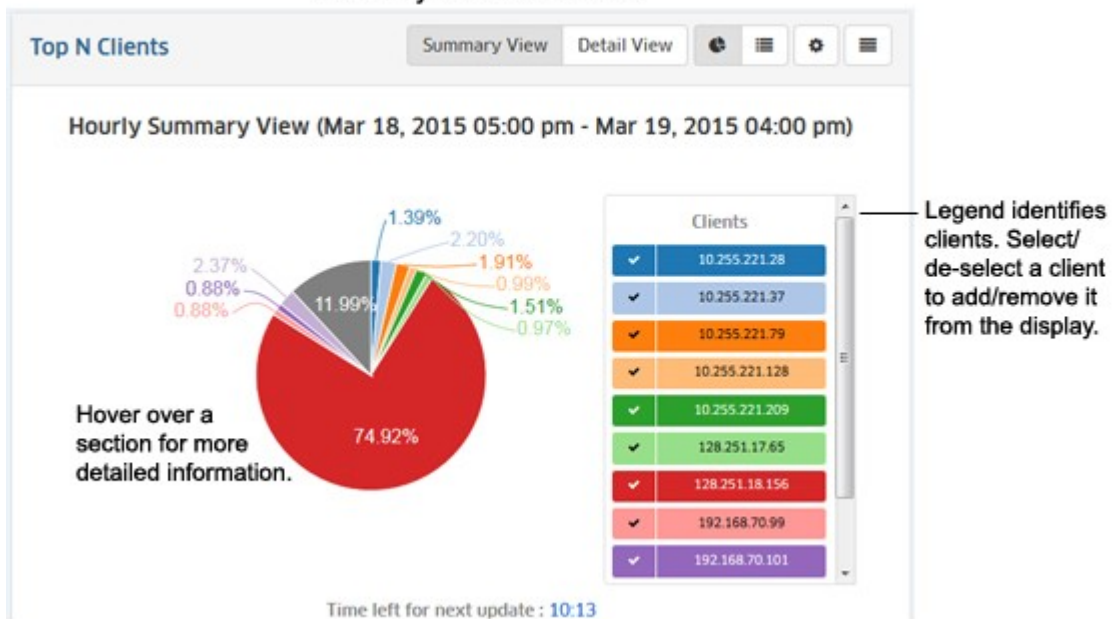 Top N Clients
Summary View
Detail View
Hourly Summary View (Mar 18, 2015 05:00 pm - Mar 19, 2015 04:00 pm)
1.39%
2.20%
1.91%
0.99%
1.51%
0.97%
2.37%
0.88%
0.88%
11.99%
74.92%
Hover over a
section for more
detailed information.
Clients
10.255.221.28
10.255.221.37
10.255.221.79
10.255.221.128
10.255.221.209
128.251.17.65
128.251.18.156
192.168.70.99
192.168.70.101
Legend identifies
clients. Select/
de-select a client
to add/remove it
from the display.
Time left for next update : 10:13